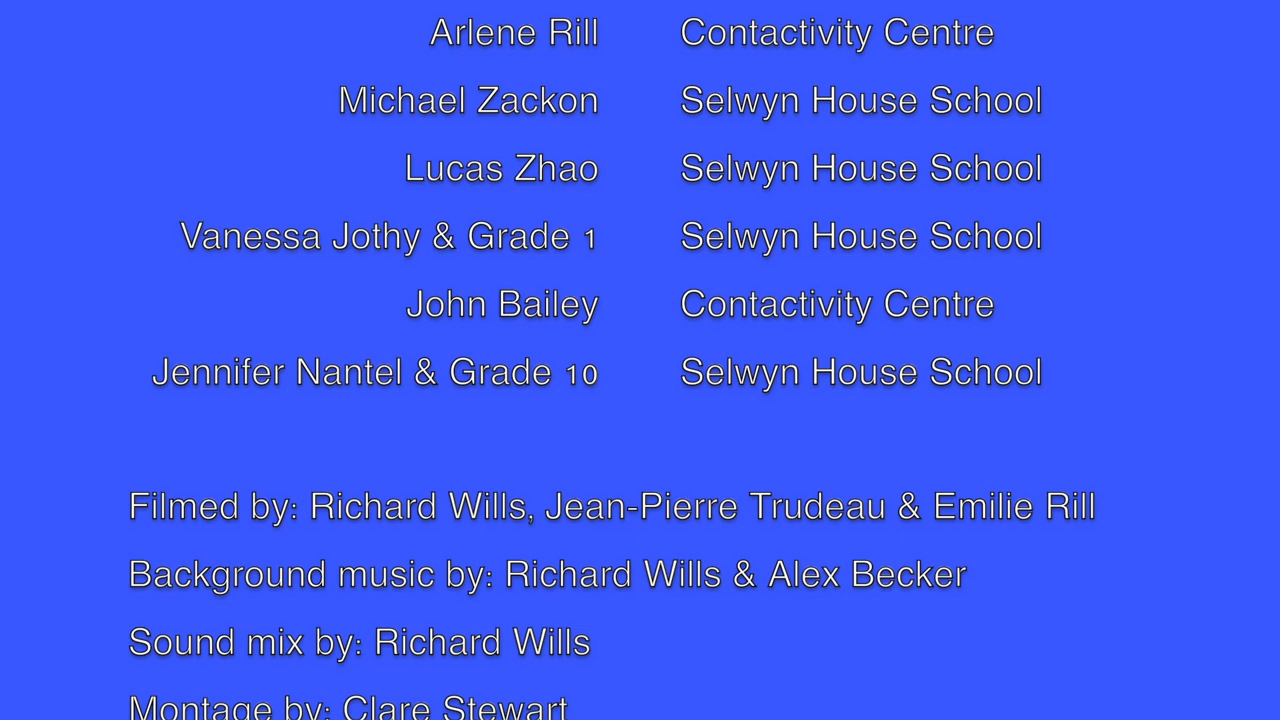 Arlene Rill Contactivity Centre
Michael Zackon Selwyn House School
Lucas Zhao Selwyn House School
Vanessa Jothy & Grade 1 Selwyn House School
John Bailey Contactivity Centre
Jennifer Nantel & Grade 10 Selwyn House School
Filmed by: Richard Wills, Jean-Pierre Trudeau & Emilie Rill
Background music by: Richard Wills & Alex Becker
Sound mix by: Richard Wills
Montage by: Clare Stewart